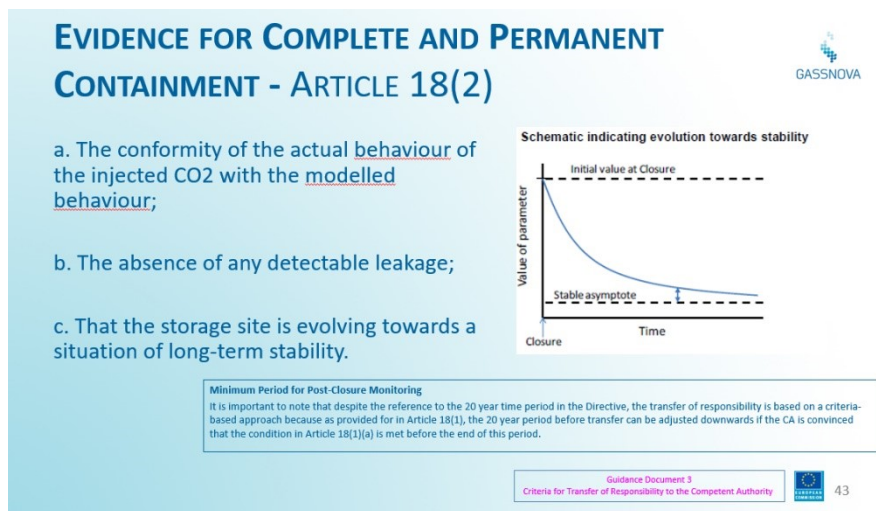 EVIDENCE FOR COMPLETE AND PERMANENT
CONTAINMENT - ARTICLE 18(2)
GASSNOVA
a. The conformity of the actual behaviour of
the injected CO2 with the modelled
behaviour;
b. The absence of any detectable leakage;
c. That the storage site is evolving towards a
situation of long-term stability.
Schematic indicating evolution towards stability
Initial value at Closure
Value of parameter
Stable asymptote
Time
Closure
Minimum Period for Post-Closure Monitoring
It is important to note that despite the reference to the 20 year time period in the Directive, the transfer of responsibility is based on a criteria-
based approach because as provided for in Article 18(1), the 20 year period before transfer can be adjusted downwards if the CA is convinced
that the condition in Article 18(1)(a) is met before the end of this period.
Guidance Document 3
Criteria for Transfer of Responsibility to the Competent Authority
EUROPEAN
COMMISSION
43